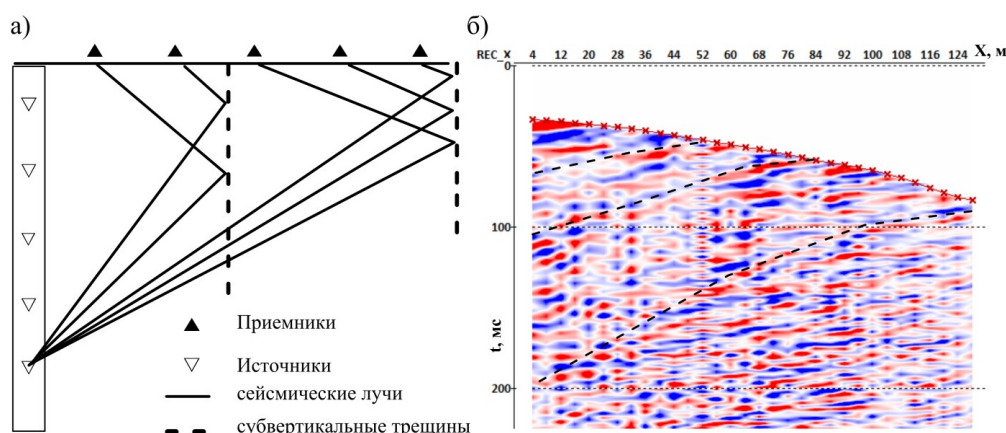 а)
Приемники
Источники
сейсмические лучи
субвертикальные трещины
б)
REC_X 4 12 20 28 36 44 52 60 68 76 84 92 100 108 116 124 X, м
0
100
200
t, мс